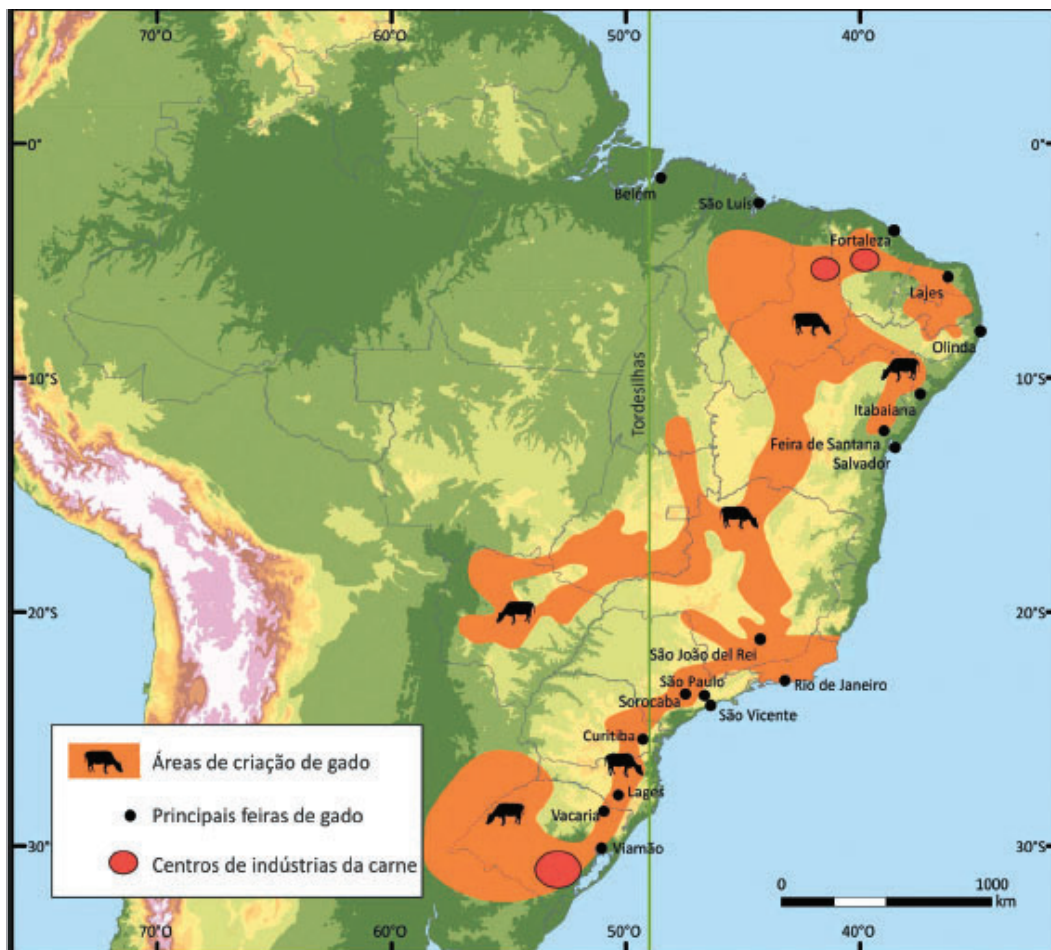 70°O 60°O 50°O 40°O
0° 0°
Belém
São Luís
Fortaleza
Lajes
Olinda
10°S 10°S
Tordesilhas
Itabaiana
Feira de Santana
Salvador
20°S 20°S
São João del Rei
São Paulo
Rio de Janeiro
Sorocaba
São Vicente
Curitiba
Lages
Vacaria
Viamão
30°S 30°S
Áreas de criação de gado
Principais feiras de gado
Centros de indústrias da carne
0 1000
km
70°O 60°O 50°O 40°O